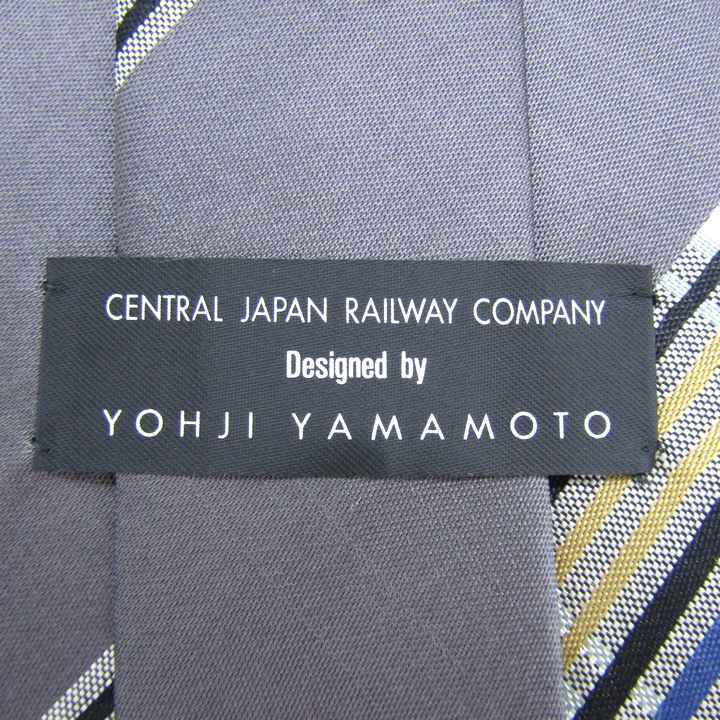 CENTRAL JAPAN RAILWAY COMPANY
Designed by
YOHJI YAMAMOTO